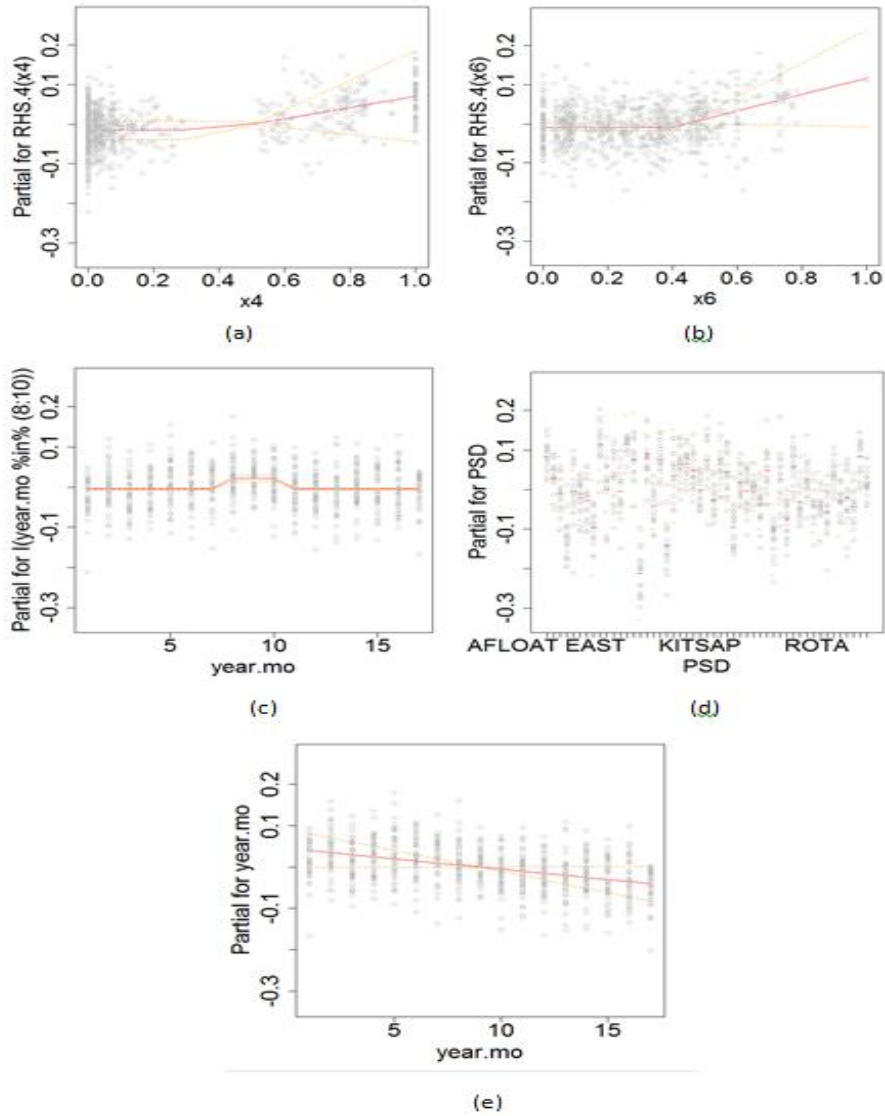 Partial for RHS.4(x4)
0.2
0.1
-0.1
-0.3
0.0 0.2 0.4 0.6 0.8 1.0
x4
(a)
Partial for RHS.4(x6)
0.2
0.1
-0.1
-0.3
0.0 0.2 0.4 0.6 0.8 1.0
x6
(b)
Partial for I(year.mo %in% (8:10))
0.2
0.1
-0.1
-0.3
5 10 15
year.mo
(c)
Partial for PSD
0.2
0.1
-0.1
-0.3
AFLOAT EAST KITSAP ROTA
PSD
(d)
Partial for year.mo
0.2
0.1
-0.1
-0.3
5 10 15
year.mo
(e)